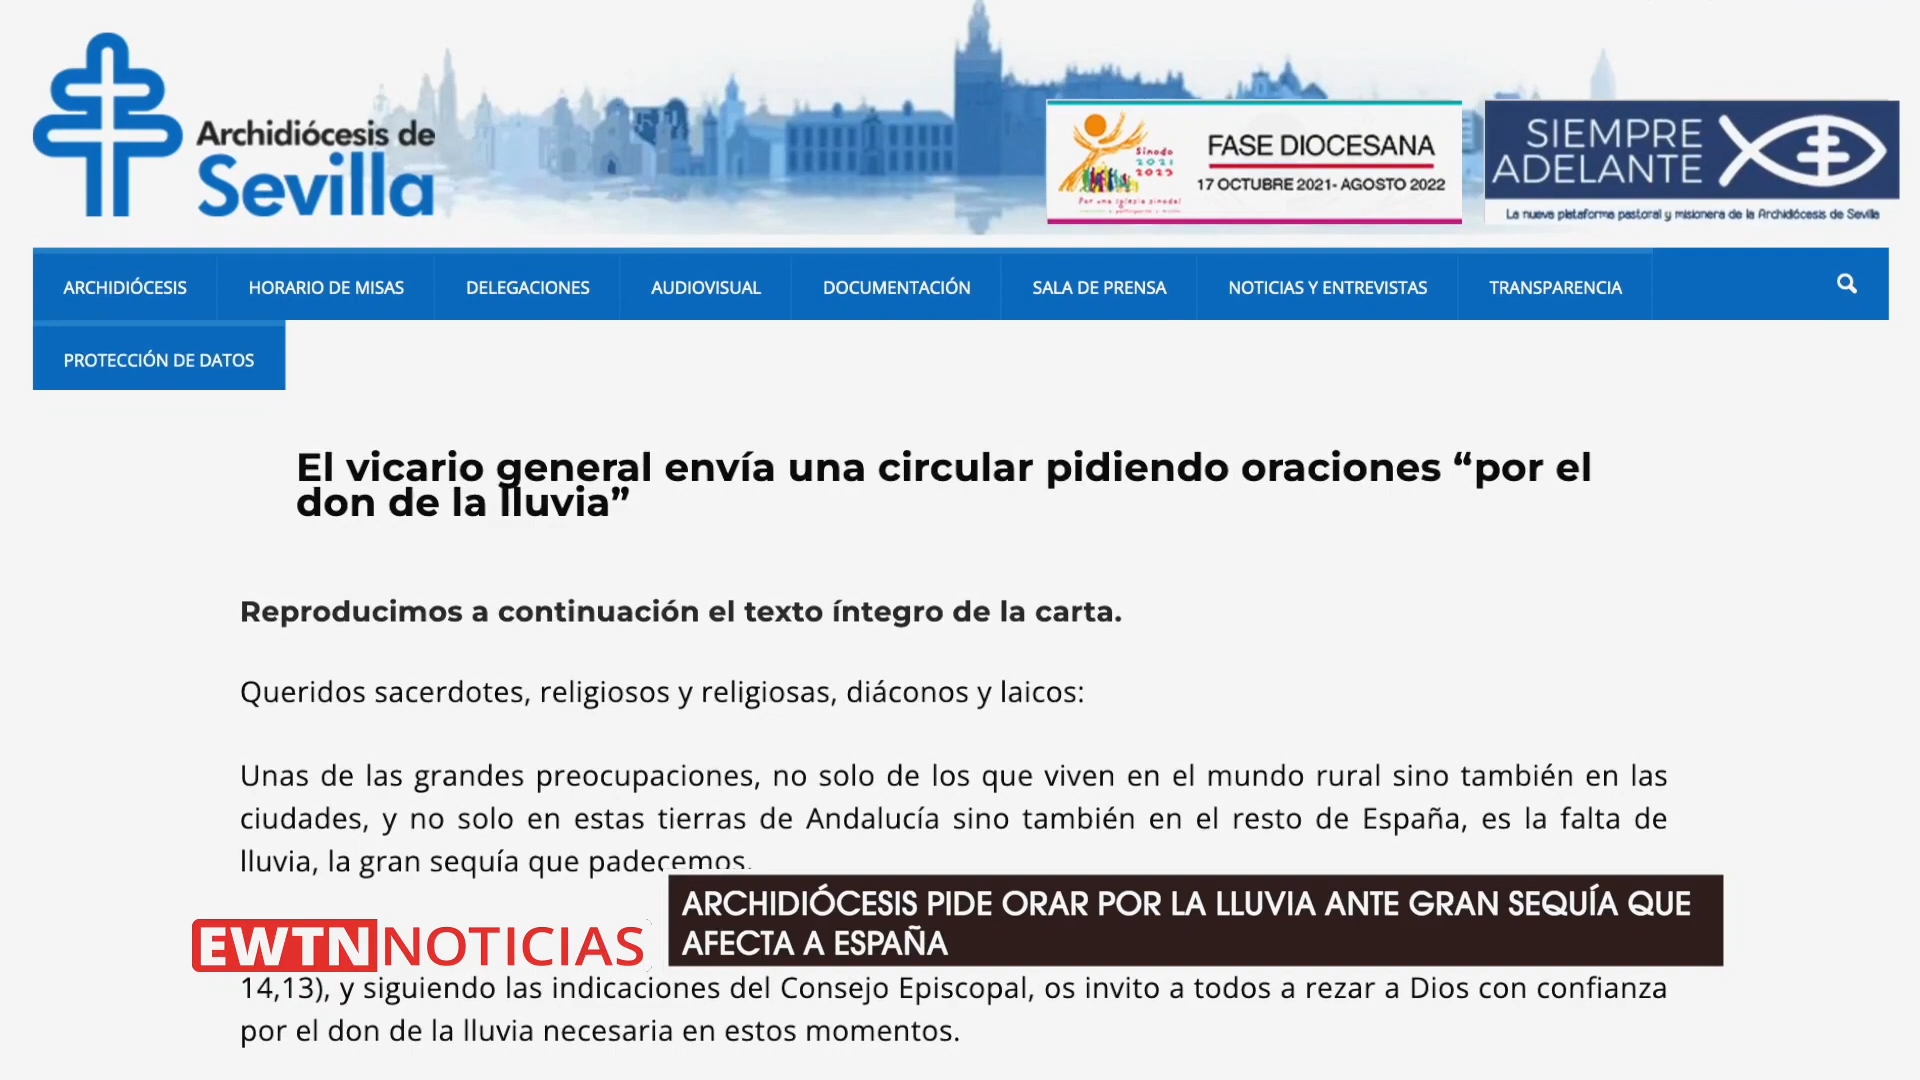 Archidiócesis de
Sevilla
Sínodo
2021
2023
Por una Iglesia sinodal
FASE DIOCESANA
17 OCTUBRE 2021- AGOSTO 2022
SIEMPRE
ADELANTE
La nueva plataforma pastoral y misionera de la Archidiócesis de Sevilla
ARCHIDIÓCESIS HORARIO DE MISAS DELEGACIONES AUDIOVISUAL DOCUMENTACIÓN SALA DE PRENSA NOTICIAS Y ENTREVISTAS TRANSPARENCIA
PROTECCIÓN DE DATOS
El vicario general envía una circular pidiendo oraciones “por el
don de la lluvia”
Reproducimos a continuación el texto íntegro de la carta.
Queridos sacerdotes, religiosos y religiosas, diáconos y laicos:
Unas de las grandes preocupaciones, no solo de los que viven en el mundo rural sino también en las
ciudades, y no solo en estas tierras de Andalucía sino también en el resto de España, es la falta de
lluvia, la gran sequía que padecemos.
ARCHIDIÓCESIS PIDE ORAR POR LA LLUVIA ANTE GRAN SEQUÍA QUE
AFECTA A ESPAÑA
EWTN NOTICIAS
14,13), y siguiendo las indicaciones del Consejo Episcopal, os invito a todos a rezar a Dios con confianza
por el don de la lluvia necesaria en estos momentos.